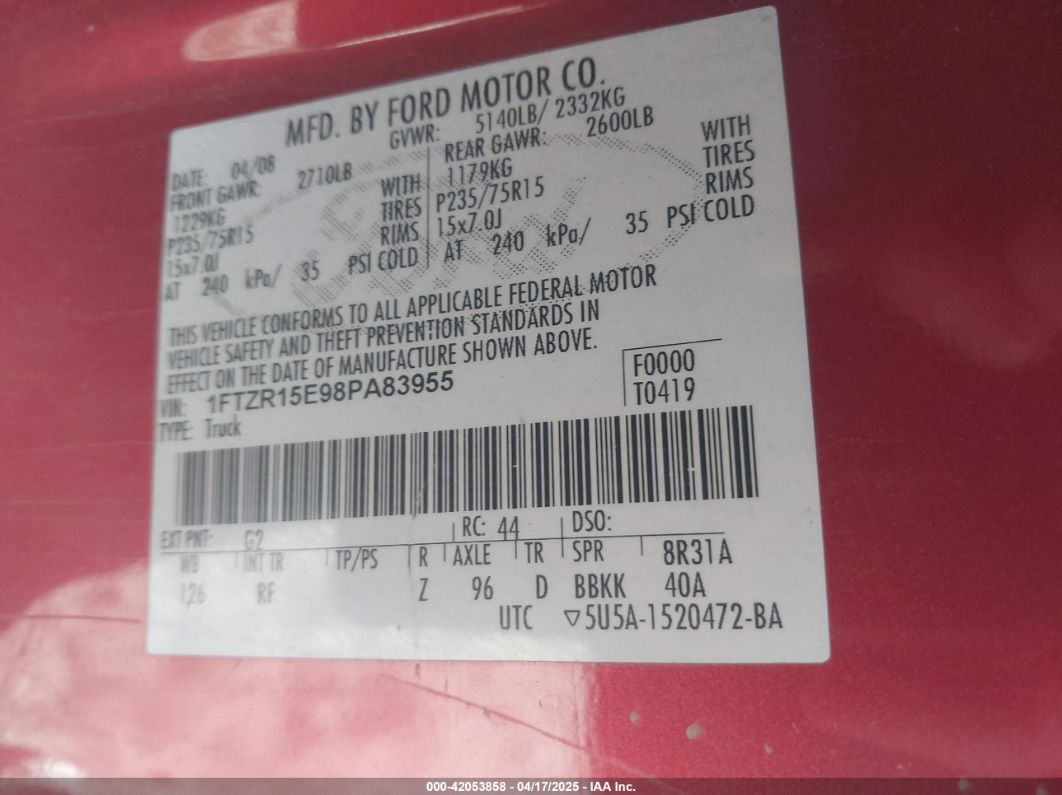 MFD. BY FORD MOTOR CO.
DATE: 04/08 GVWR: 5140LB/ 2332KG
FRONT GAWR: 2710LB REAR GAWR: 2600LB
1229KG WITH 1179KG WITH
P235/75R15 TIRES P235/75R15 TIRES
15x7.0J RIMS 15x7.0J RIMS
AT 240 kPa/ 35 PSI COLD AT 240 kPa/ 35 PSI COLD
THIS VEHICLE CONFORMS TO ALL APPLICABLE FEDERAL MOTOR
VEHICLE SAFETY AND THEFT PREVENTION STANDARDS IN
EFFECT ON THE DATE OF MANUFACTURE SHOWN ABOVE.
VIN: 1FTZR15E98PA83955
F0000
T0419
TYPE: Truck
EXT PNT: G2 RC: 44 DSO:
WB INT TR TP/PS R AXLE TR SPR 8R31A
126 RF Z 96 D BBKK 40A
UTC ▽5U5A-1520472-BA
000-42053858 - 04/17/2025 - IAA Inc.